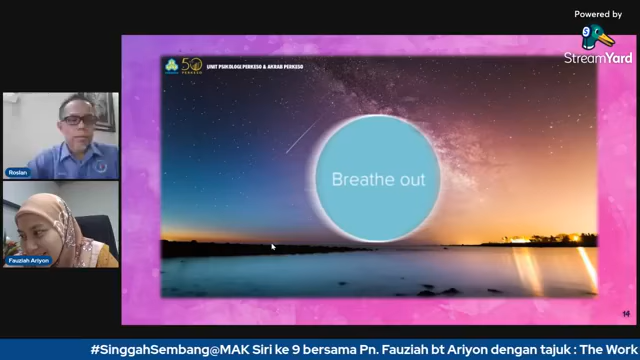 Powered by
StreamYard
50
PERKESO
UNIT PSIKOLOGI PERKESO & AKRAB PERKESO
Breathe out
Roslan
Fauziah Ariyon
14
#SinggahSembang@MAK Siri ke 9 bersama Pn. Fauziah bt Ariyon dengan tajuk : The Work